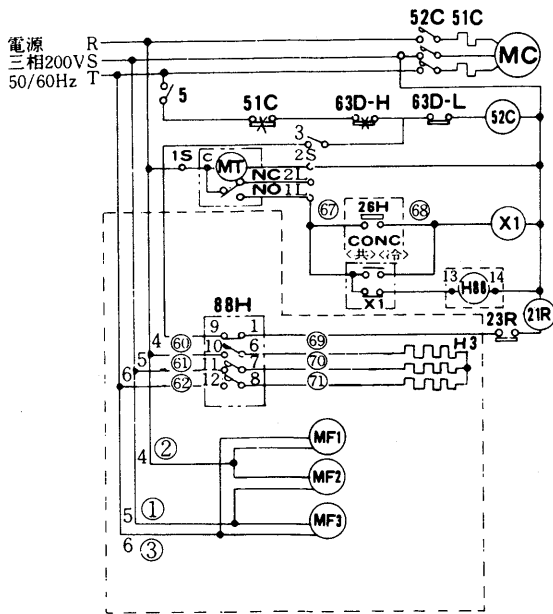 52C 51C
電源 R
三相200V S
50/60Hz T
MC
5
51C
63D-H
63D-L
52C
3
1S
C
MT
2S
NC 2L
NO 1L
67
26H
68
X1
CONC
<共> <冷>
13
H88
14
X1
88H
21R
23R
4
60
9
1
69
5
61
10
6
70
H3
6
62
11
7
71
12
8
4
②
MF1
MF2
5
①
MF3
6
③